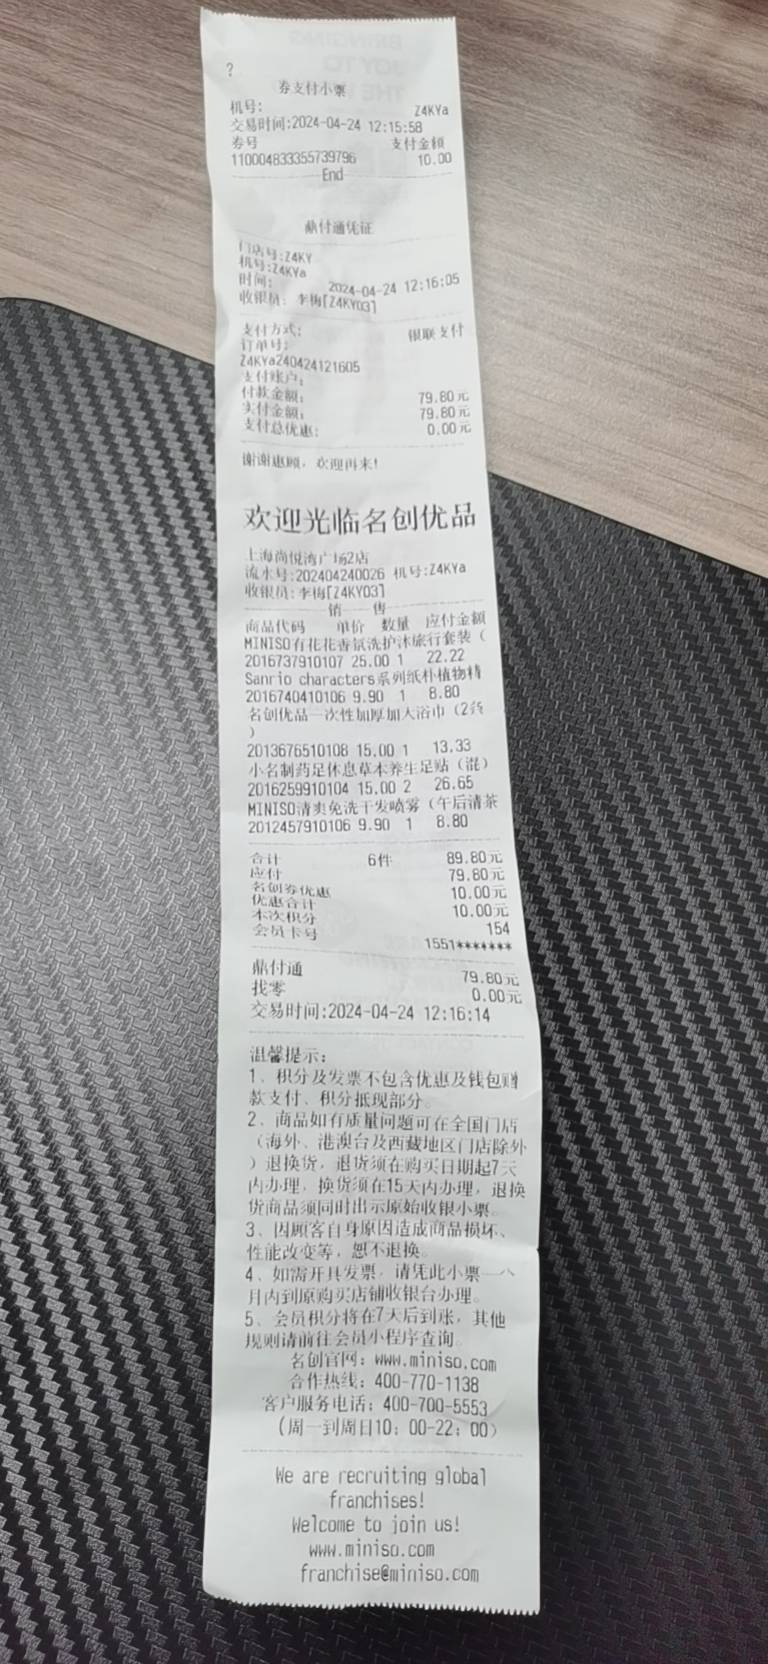 ?
券支付小票
机号: Z4KYa
交易时间:2024-04-24 12:15:58
券号 支付金额
110004833355739796 10.00
End
鼎付通凭证
门店号:Z4KY
机号:Z4KYa
时间: 2024-04-24 12:16:05
收银员: 李梅[Z4KY03]
支付方式: 银联支付
订单号:
Z4KYa240424121605
支付账户:
付款金额: 79.80元
实付金额: 79.80元
支付总优惠: 0.00元
谢谢惠顾，欢迎再来!
欢迎光临名创优品
上海尚悦湾广场2店
流水号:202404240026 机号:Z4KYa
收银员:李梅[Z4KY03]
销 售
商品代码 单价 数量 应付金额
MINISO有花花香氛洗护沐旅行套装（
2016737910107 25.00 1 22.22
Sanrio characters系列纸朴植物精
2016740410106 9.90 1 8.80
名创优品一次性加厚加大浴巾（2条
）
2013676510108 15.00 1 13.33
小名制药足休息草本养生足贴（混）
2016259910104 15.00 2 26.65
MINISO清爽免洗干发喷雾（午后清茶
2012457910106 9.90 1 8.80
合计 6件 89.80元
应付 79.80元
名创券优惠 10.00元
优惠合计 10.00元
本次积分 154
会员卡号 1551*******
鼎付通 79.80元
找零 0.00元
交易时间:2024-04-24 12:16:14
温馨提示:
1、积分及发票不包含优惠及钱包赠
款支付、积分抵现部分。
2、商品如有质量问题可在全国门店
（海外、港澳台及西藏地区门店除外
）退换货，退货须在购买日期起7天
内办理，换货须在15天内办理，退换
货商品须同时出示原始收银小票。
3、因顾客自身原因造成商品损坏、
性能改变等，恕不退换。
4、如需开具发票，请凭此小票一个
月内到原购买店铺收银台办理。
5、会员积分将在7天后到账，其他
规则请前往会员小程序查询。
名创官网: www.miniso.com
合作热线: 400-770-1138
客户服务电话: 400-700-5553
（周一到周日10：00-22：00）
We are recruiting global
franchises!
Welcome to join us!
www.miniso.com
franchise@miniso.com